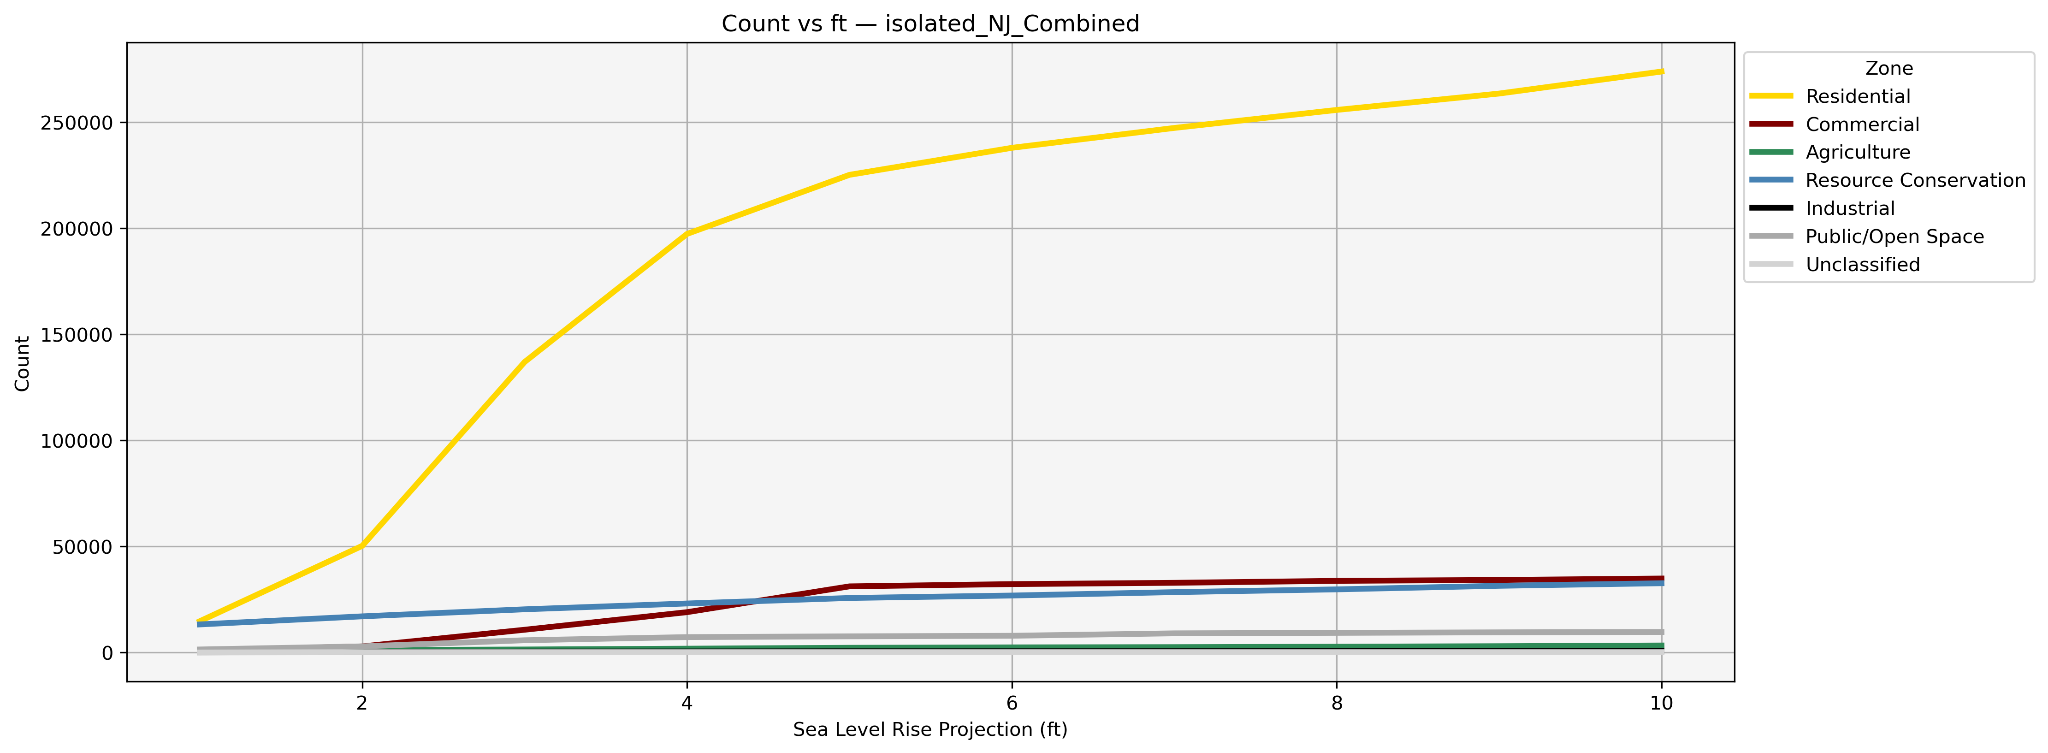 Count vs ft — isolated_NJ_Combined
Zone
Residential
Commercial
Agriculture
Resource Conservation
Industrial
Public/Open Space
Unclassified
Count
250000
200000
150000
100000
50000
0
2 4 6 8 10
Sea Level Rise Projection (ft)